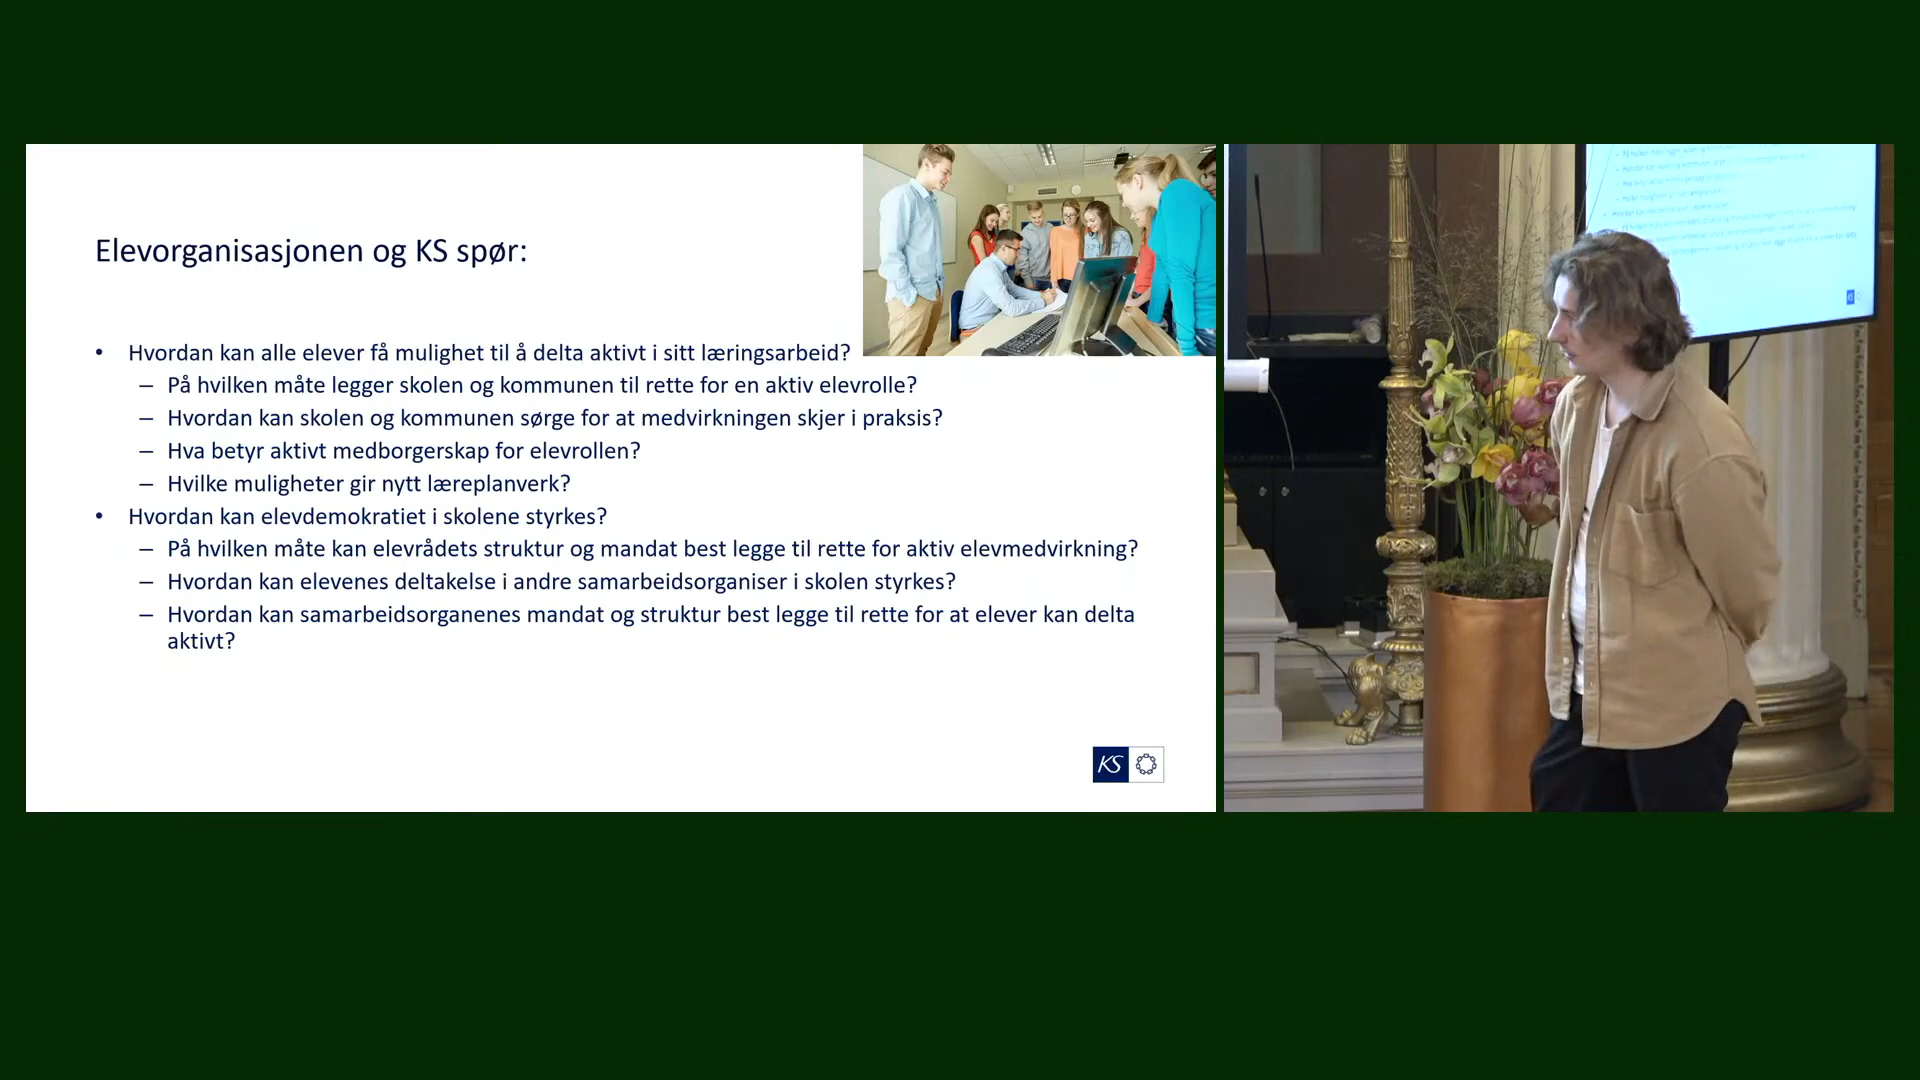 Elevorganisasjonen og KS spør:
• Hvordan kan alle elever få mulighet til å delta aktivt i sitt læringsarbeid?
– På hvilken måte legger skolen og kommunen til rette for en aktiv elevrolle?
– Hvordan kan skolen og kommunen sørge for at medvirkningen skjer i praksis?
– Hva betyr aktivt medborgerskap for elevrollen?
– Hvilke muligheter gir nytt læreplanverk?
• Hvordan kan elevdemokratiet i skolene styrkes?
– På hvilken måte kan elevrådets struktur og mandat best legge til rette for aktiv elevmedvirkning?
– Hvordan kan elevenes deltakelse i andre samarbeidsorganiser i skolen styrkes?
– Hvordan kan samarbeidsorganenes mandat og struktur best legge til rette for at elever kan delta
aktivt?
KS